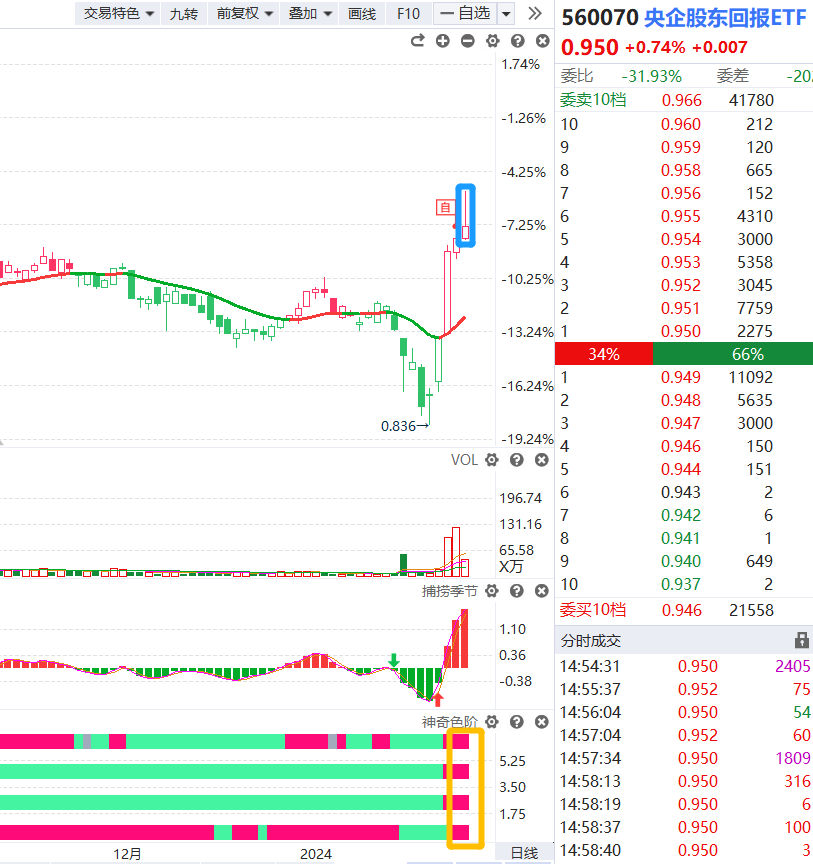 交易特色 九转 前复权 叠加 画线 F10 一自选
560070 央企股东回报ETF
0.950 +0.74% +0.007
委比 -31.93% 委差 -20
委卖10档 0.966 41780
10 0.960 212
9 0.959 120
8 0.958 665
7 0.956 152
6 0.955 4310
5 0.954 3000
4 0.953 5358
3 0.952 3045
2 0.951 7759
1 0.950 2275
34% 66%
1 0.949 11092
2 0.948 5635
3 0.947 3000
4 0.946 150
5 0.944 151
6 0.943 2
7 0.942 6
8 0.941 1
9 0.940 649
10 0.937 2
委买10档 0.946 21558
分时成交
14:54:31 0.950 2405
14:55:37 0.952 75
14:56:04 0.950 54
14:57:04 0.952 60
14:57:34 0.950 1809
14:58:13 0.950 316
14:58:19 0.950 6
14:58:37 0.950 100
14:58:40 0.950 3
1.74%
-1.26%
-4.25%
自
-7.25%
-10.25%
-13.24%
-16.24%
0.836→
-19.24%
VOL
196.74
131.16
65.58
X万
捕捞季节
1.10
0.36
-0.38
神奇色阶
5.25
3.50
1.75
12月 2024 日线